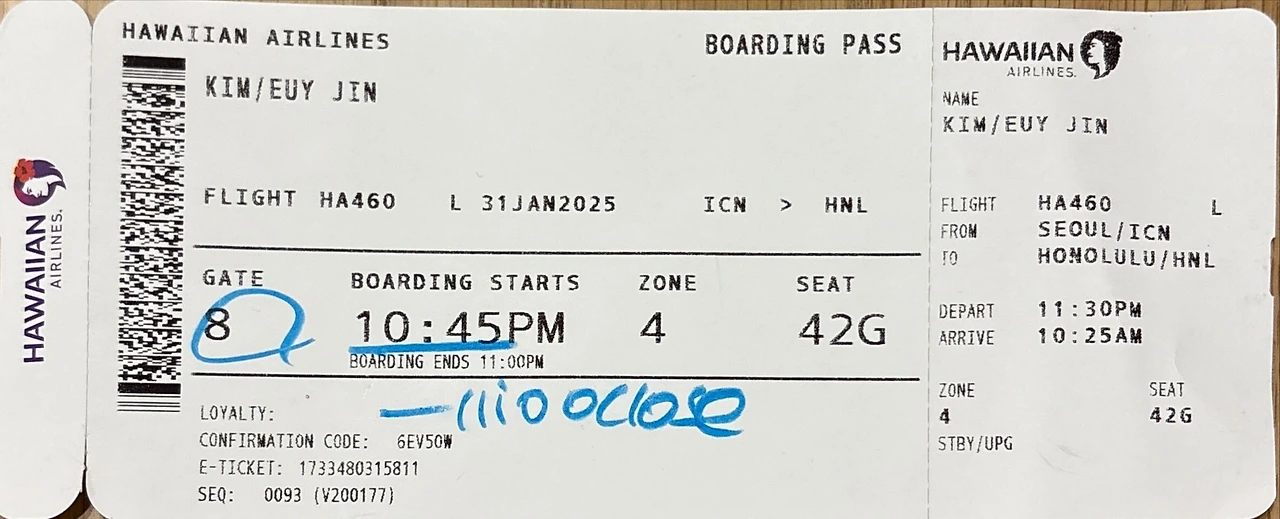 HAWAIIAN AIRLINES
HAWAIIAN AIRLINES
BOARDING PASS
KIM/EUY JIN
FLIGHT HA460 L 31JAN2025 ICN > HNL
GATE BOARDING STARTS ZONE SEAT
8 10:45PM 4 42G
BOARDING ENDS 11:00PM
— 11:00 close
LOYALTY:
CONFIRMATION CODE: 6EV5OW
E-TICKET: 1733480315811
SEQ: 0093 (V200177)
HAWAIIAN
AIRLINES.
NAME
KIM/EUY JIN
FLIGHT HA460 L
FROM SEOUL/ICN
TO HONOLULU/HNL
DEPART 11:30PM
ARRIVE 10:25AM
ZONE SEAT
4 42G
STBY/UPG